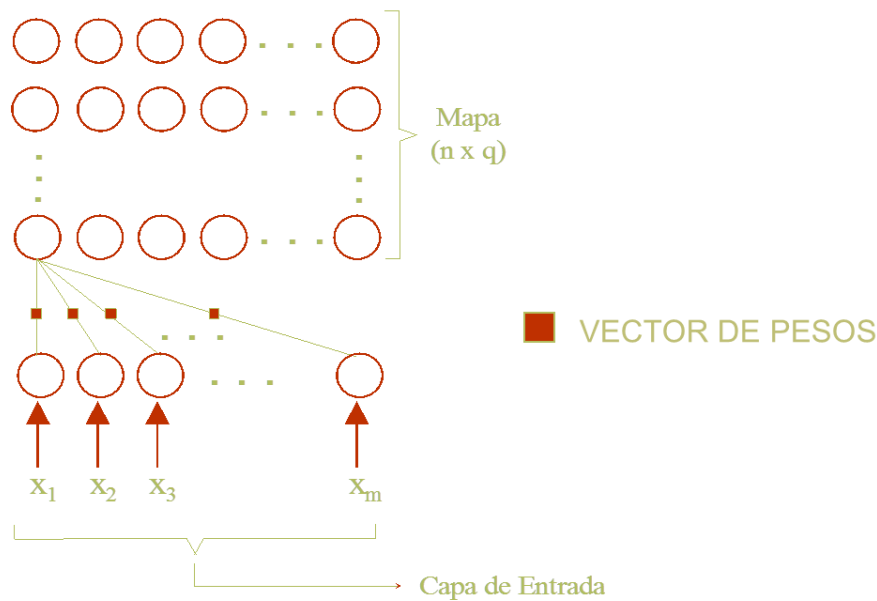 Mapa
(n x q)
VECTOR DE PESOS
x1 x2 x3 xm
Capa de Entrada